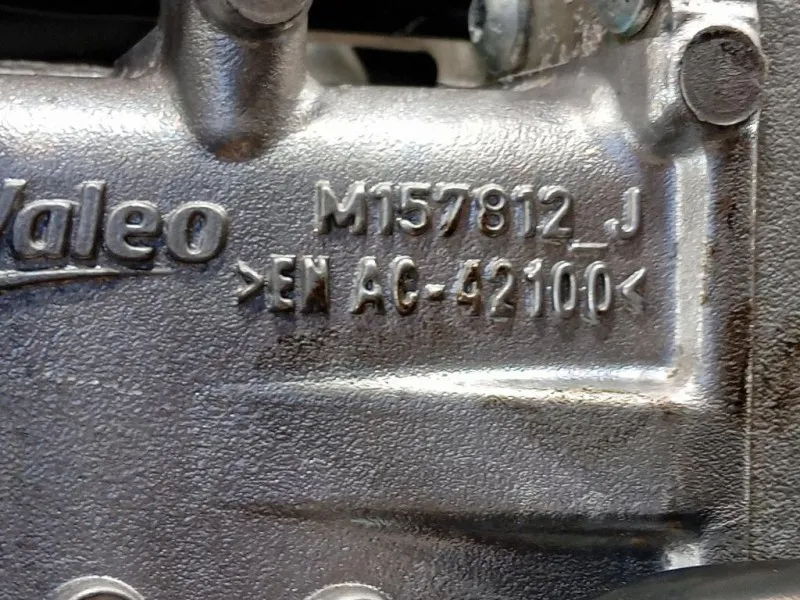 Valeo
M157812_J
>EN AC-42100<